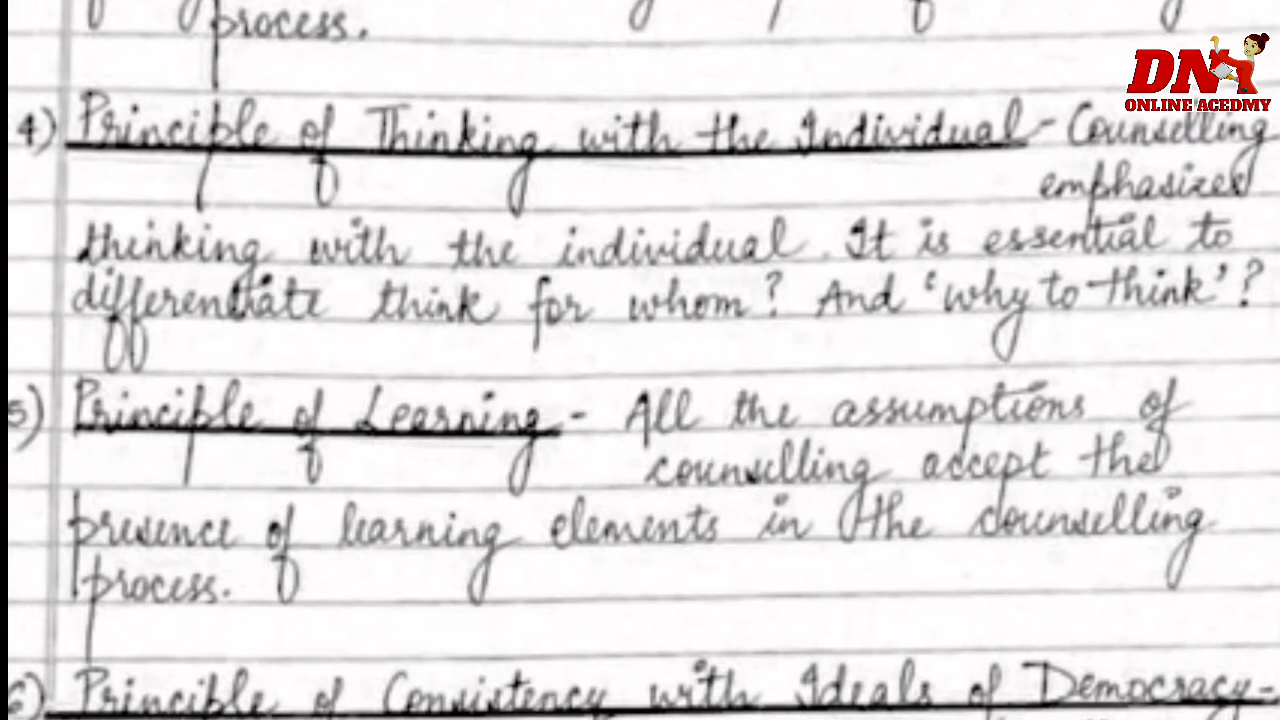 process.
DNA
ONLINE ACEDMY
4) Principle of Thinking with the Individual - Counselling
emphasizes
thinking with the individual. It is essential to
differentiate think for whom? And 'why to think'?
5) Principle of Learning - All the assumptions of
counselling accept the
presence of learning elements in the counselling
process.
6) Principle of Consistency with Ideals of Democracy-